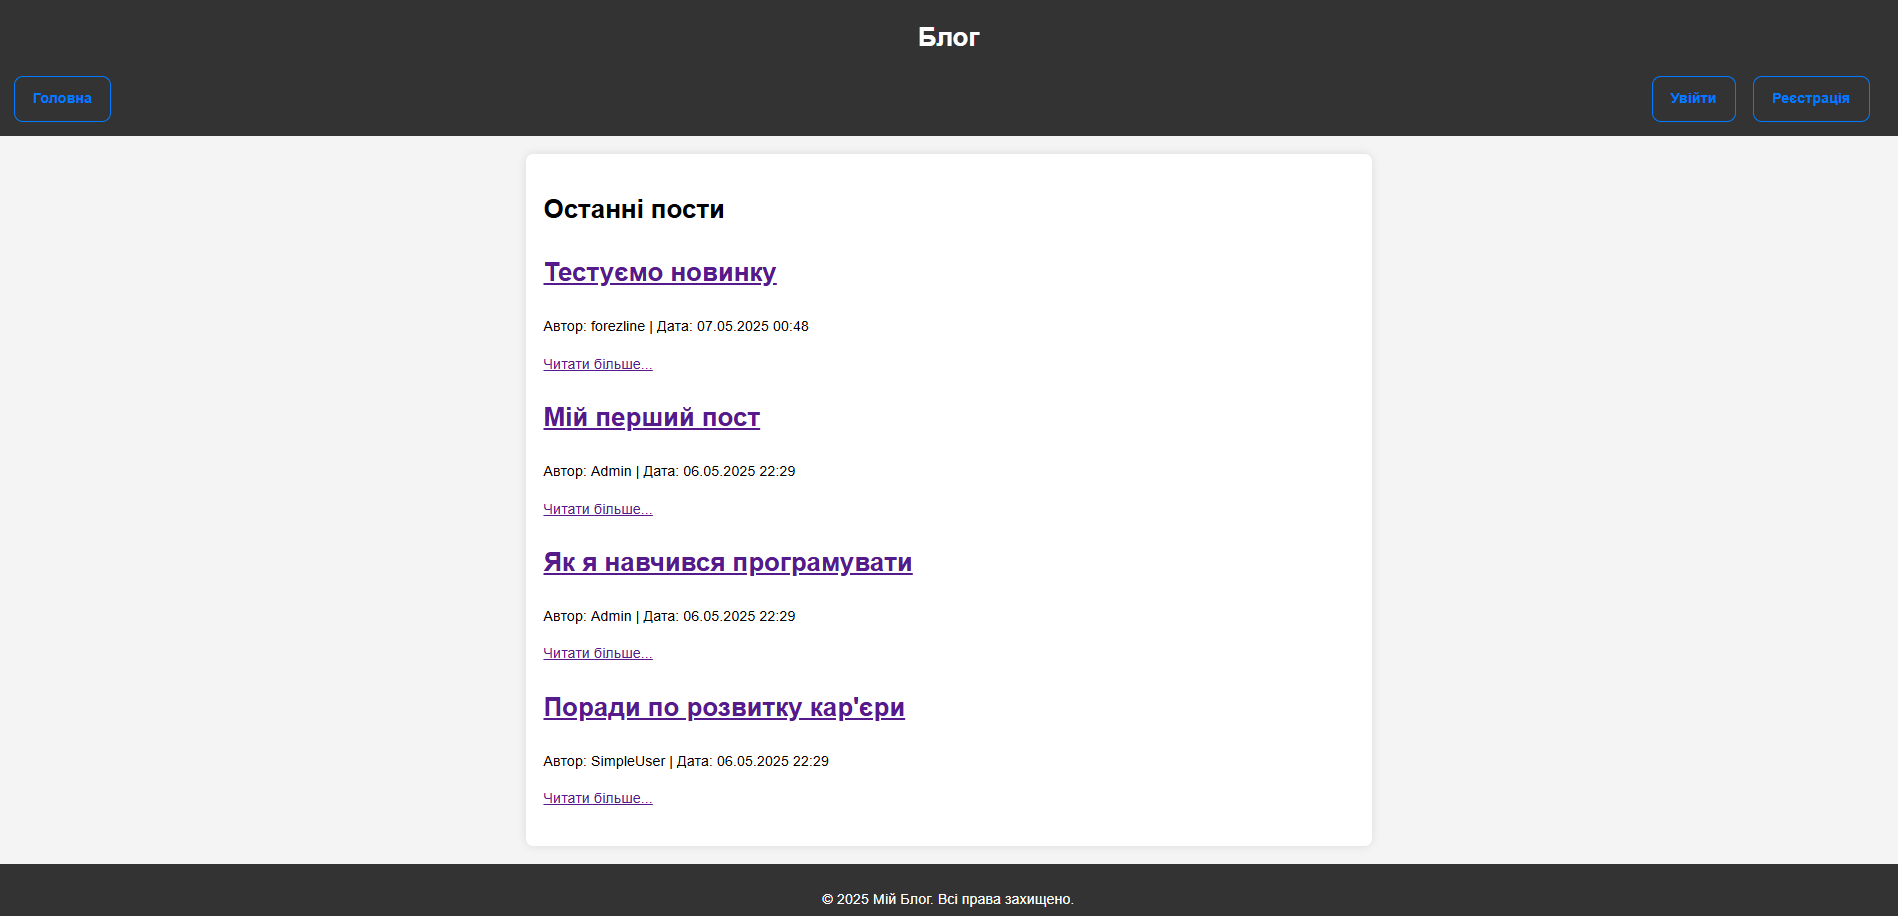 Блог
Головна
Увійти
Реєстрація
Останні пости
Тестуємо новинку
Автор: forezline | Дата: 07.05.2025 00:48
Читати більше...
Мій перший пост
Автор: Admin | Дата: 06.05.2025 22:29
Читати більше...
Як я навчився програмувати
Автор: Admin | Дата: 06.05.2025 22:29
Читати більше...
Поради по розвитку кар'єри
Автор: SimpleUser | Дата: 06.05.2025 22:29
Читати більше...
© 2025 Мій Блог. Всі права захищено.